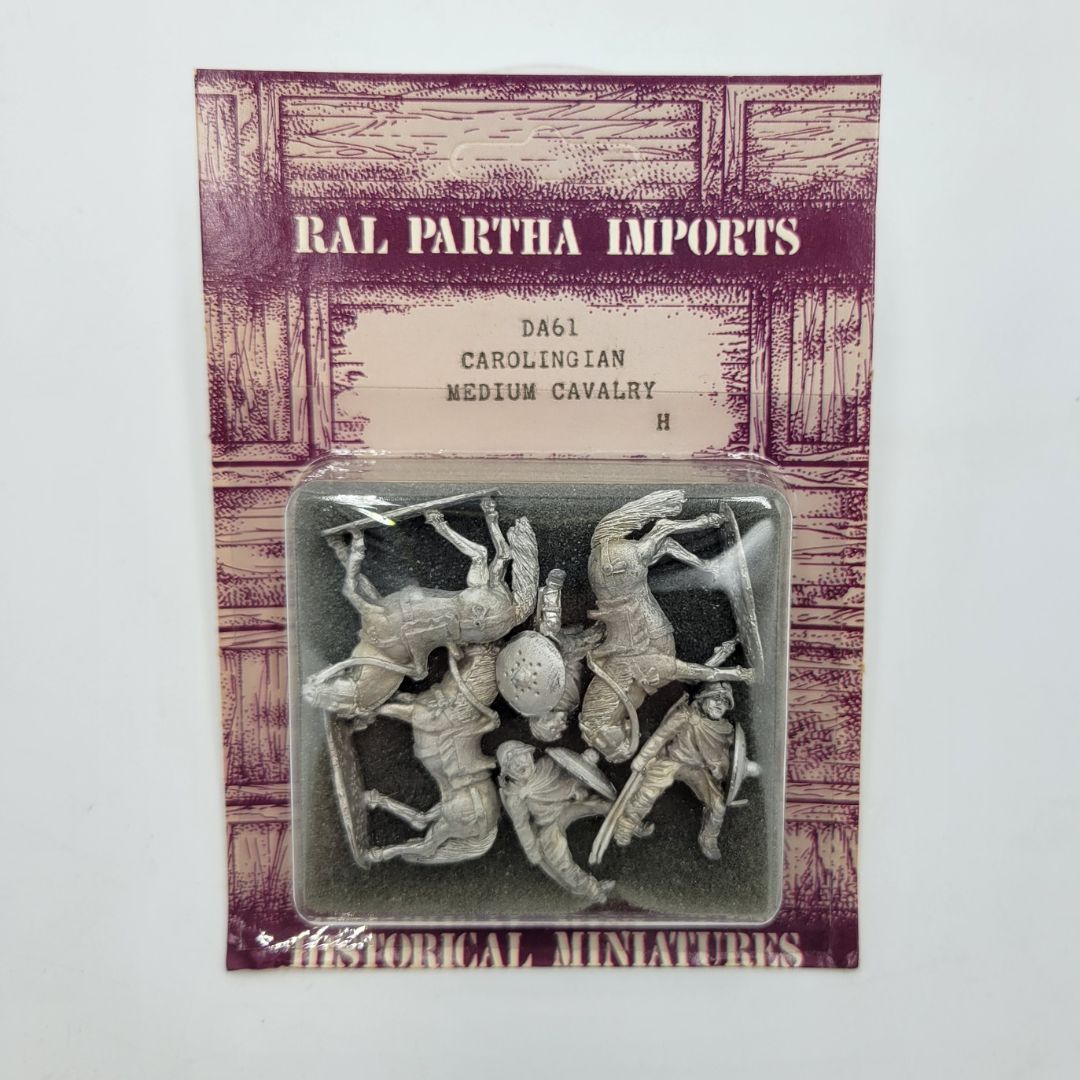 RAL PARTHA IMPORTS
DA61
CAROLINGIAN
MEDIUM CAVALRY
H
HISTORICAL MINIATURES